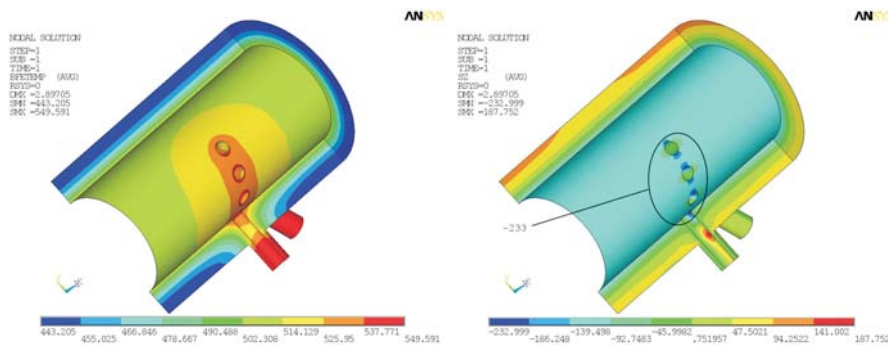 ANSYS
NODAL SOLUTION
STEP=1
SUB =1
TIME=1
BFETEMP (AVG)
RSYS=0
DMX =2.89705
SMN =443.205
SMX =549.591
443.205 455.025 466.846 478.667 490.488 502.308 514.129 525.95 537.771 549.591
ANSYS
NODAL SOLUTION
STEP=1
SUB =1
TIME=1
SZ (AVG)
RSYS=0
DMX =2.89705
SMN =-232.999
SMX =187.752
-233
-232.999 -186.248 -139.498 -92.7483 -45.9982 .751957 47.5021 94.2522 141.002 187.752